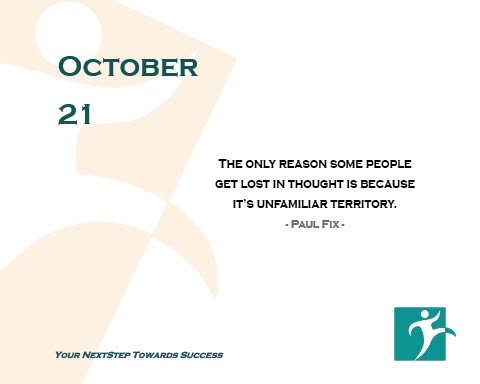 October
21
The only reason some people
get lost in thought is because
it's unfamiliar territory.
- Paul Fix -
Your NextStep Towards Success